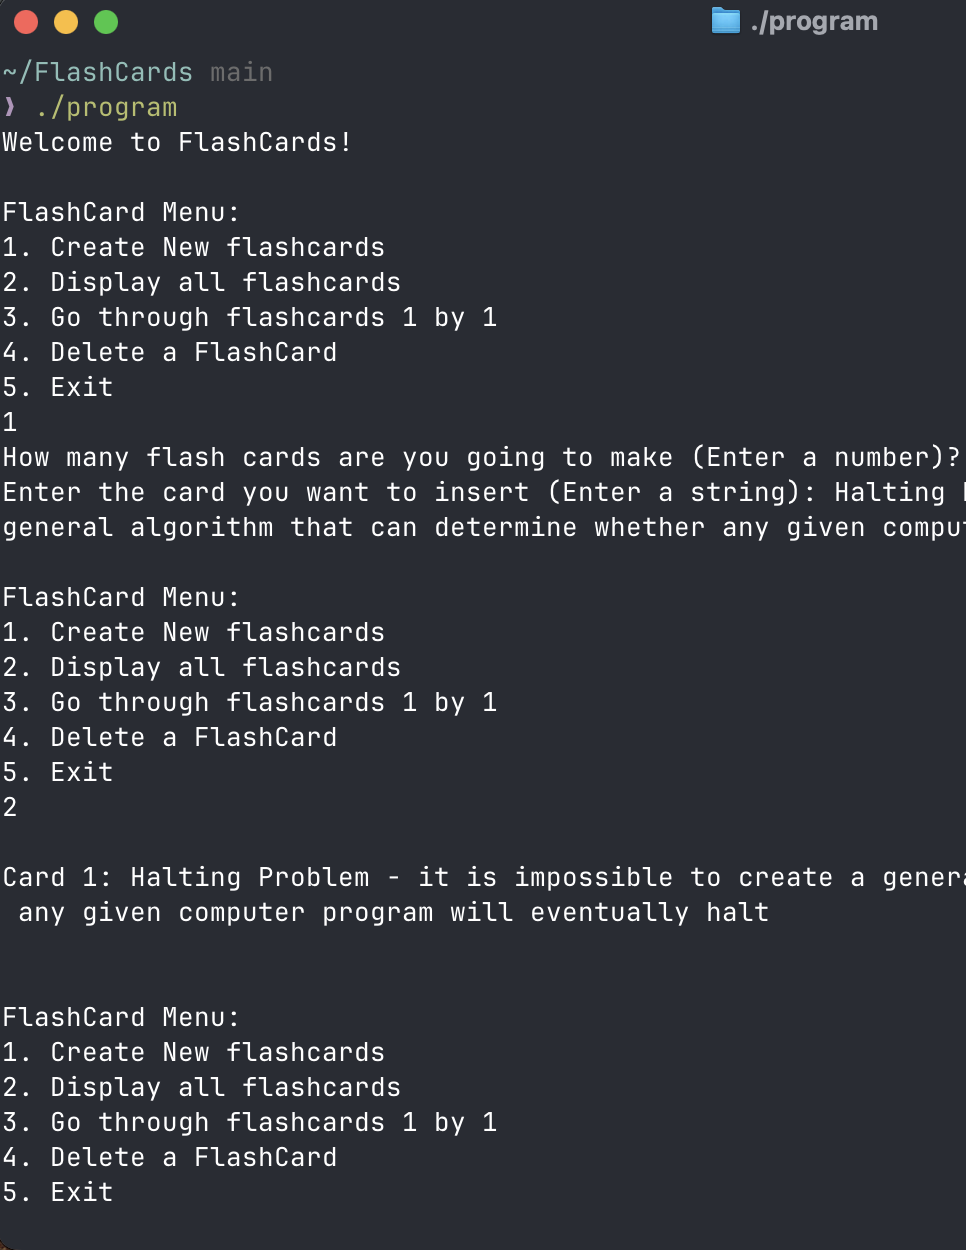 ./program
~/FlashCards main
❯ ./program
Welcome to FlashCards!
FlashCard Menu:
1. Create New flashcards
2. Display all flashcards
3. Go through flashcards 1 by 1
4. Delete a FlashCard
5. Exit
1
How many flash cards are you going to make (Enter a number)?
Enter the card you want to insert (Enter a string): Halting
general algorithm that can determine whether any given comput
FlashCard Menu:
1. Create New flashcards
2. Display all flashcards
3. Go through flashcards 1 by 1
4. Delete a FlashCard
5. Exit
2
Card 1: Halting Problem - it is impossible to create a genera
any given computer program will eventually halt
FlashCard Menu:
1. Create New flashcards
2. Display all flashcards
3. Go through flashcards 1 by 1
4. Delete a FlashCard
5. Exit